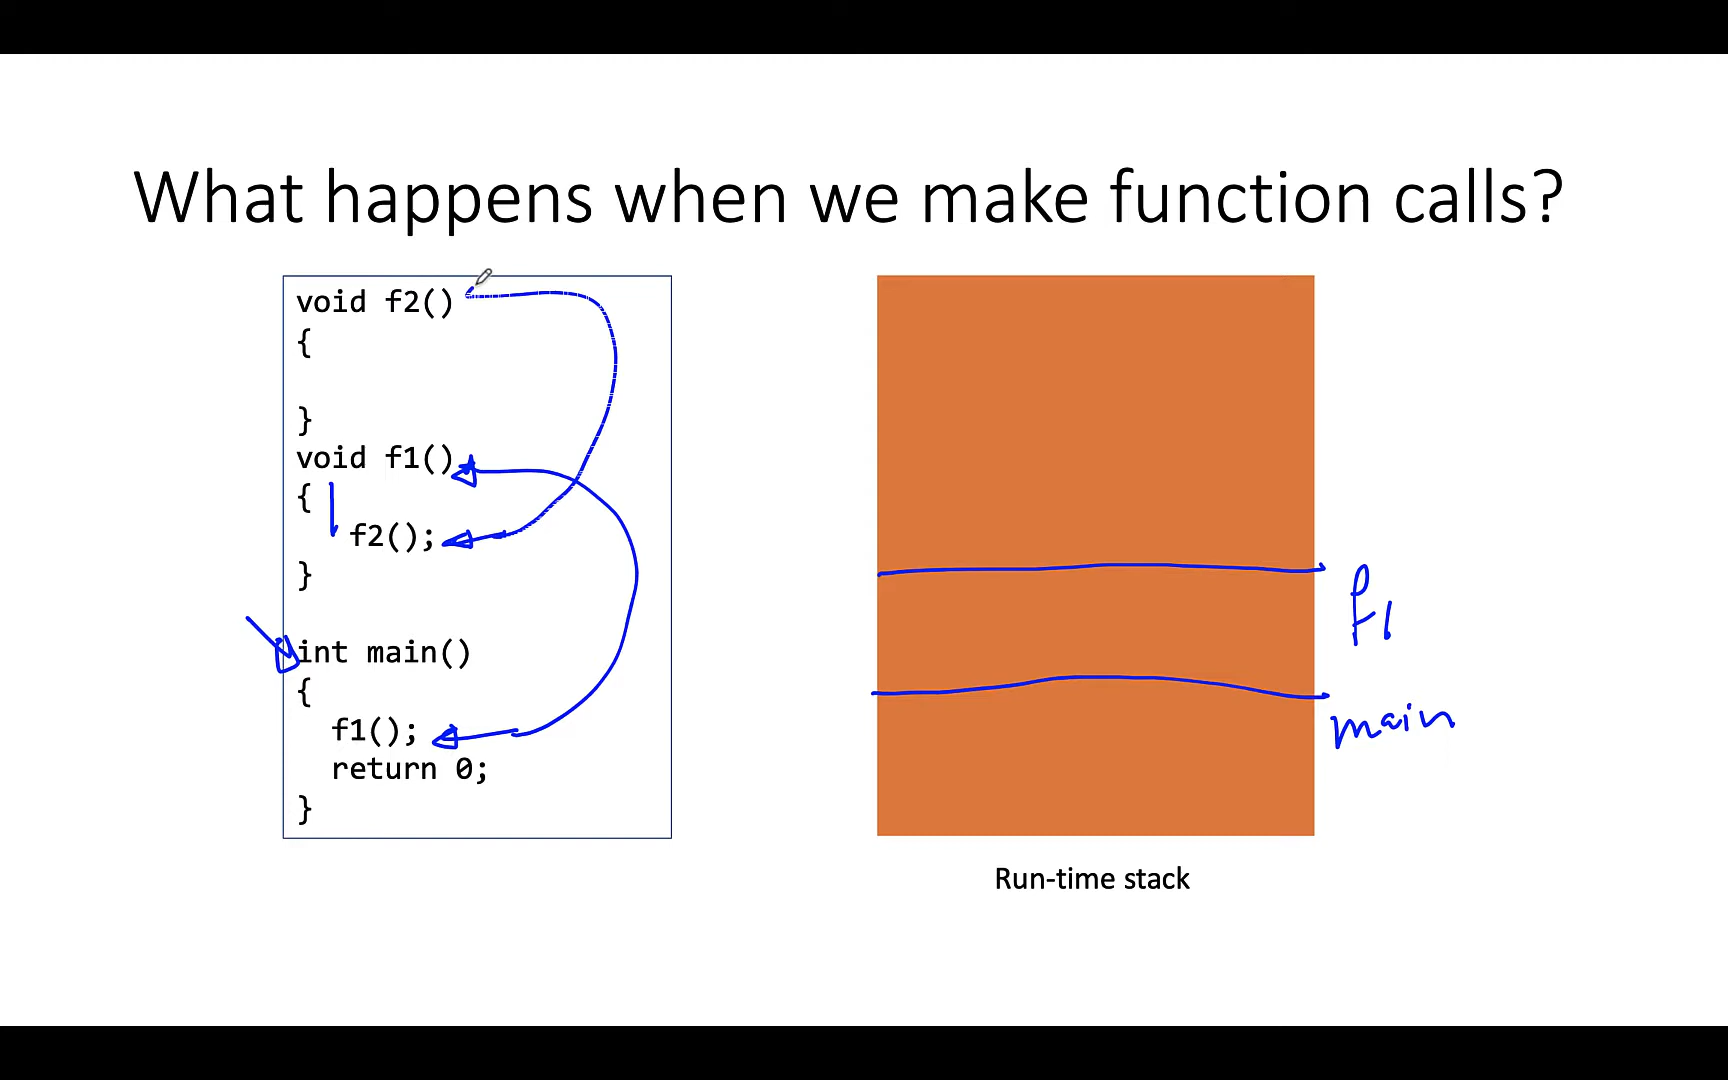 What happens when we make function calls?
void f2()
{
}
void f1()
{
f2();
}
int main()
{
f1();
return 0;
}
f1
main
Run-time stack